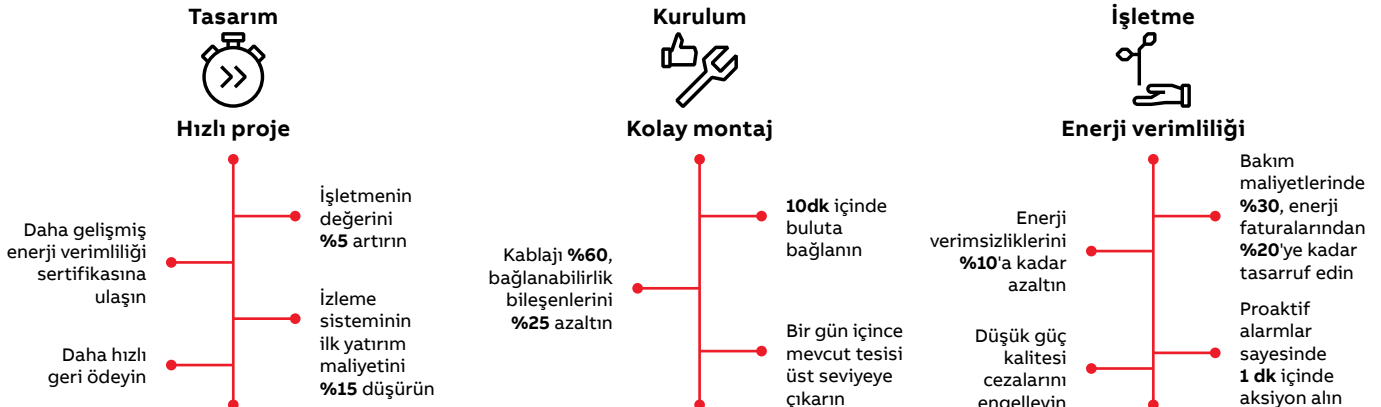 Tasarım
Hızlı proje
İşletmenin
değerini
%5 artırın
Daha gelişmiş
enerji verimliliği
sertifikasına
ulaşın
İzleme
sisteminin
ilk yatırım
maliyetini
%15 düşürün
Daha hızlı
geri ödeyin
Kurulum
Kolay montaj
10dk içinde
buluta
bağlanın
Kablajı %60,
bağlanabilirlik
bileşenlerini
%25 azaltın
Bir gün içince
mevcut tesisi
üst seviyeye
çıkarın
İşletme
Enerji verimliliği
Bakım
maliyetlerinde
%30, enerji
faturalarından
%20'ye kadar
tasarruf edin
Enerji
verimsizliklerini
%10'a kadar
azaltın
Proaktif
alarmlar
sayesinde
1 dk içinde
aksiyon alın
Düşük güç
kalitesi
cezalarını
engelleyin